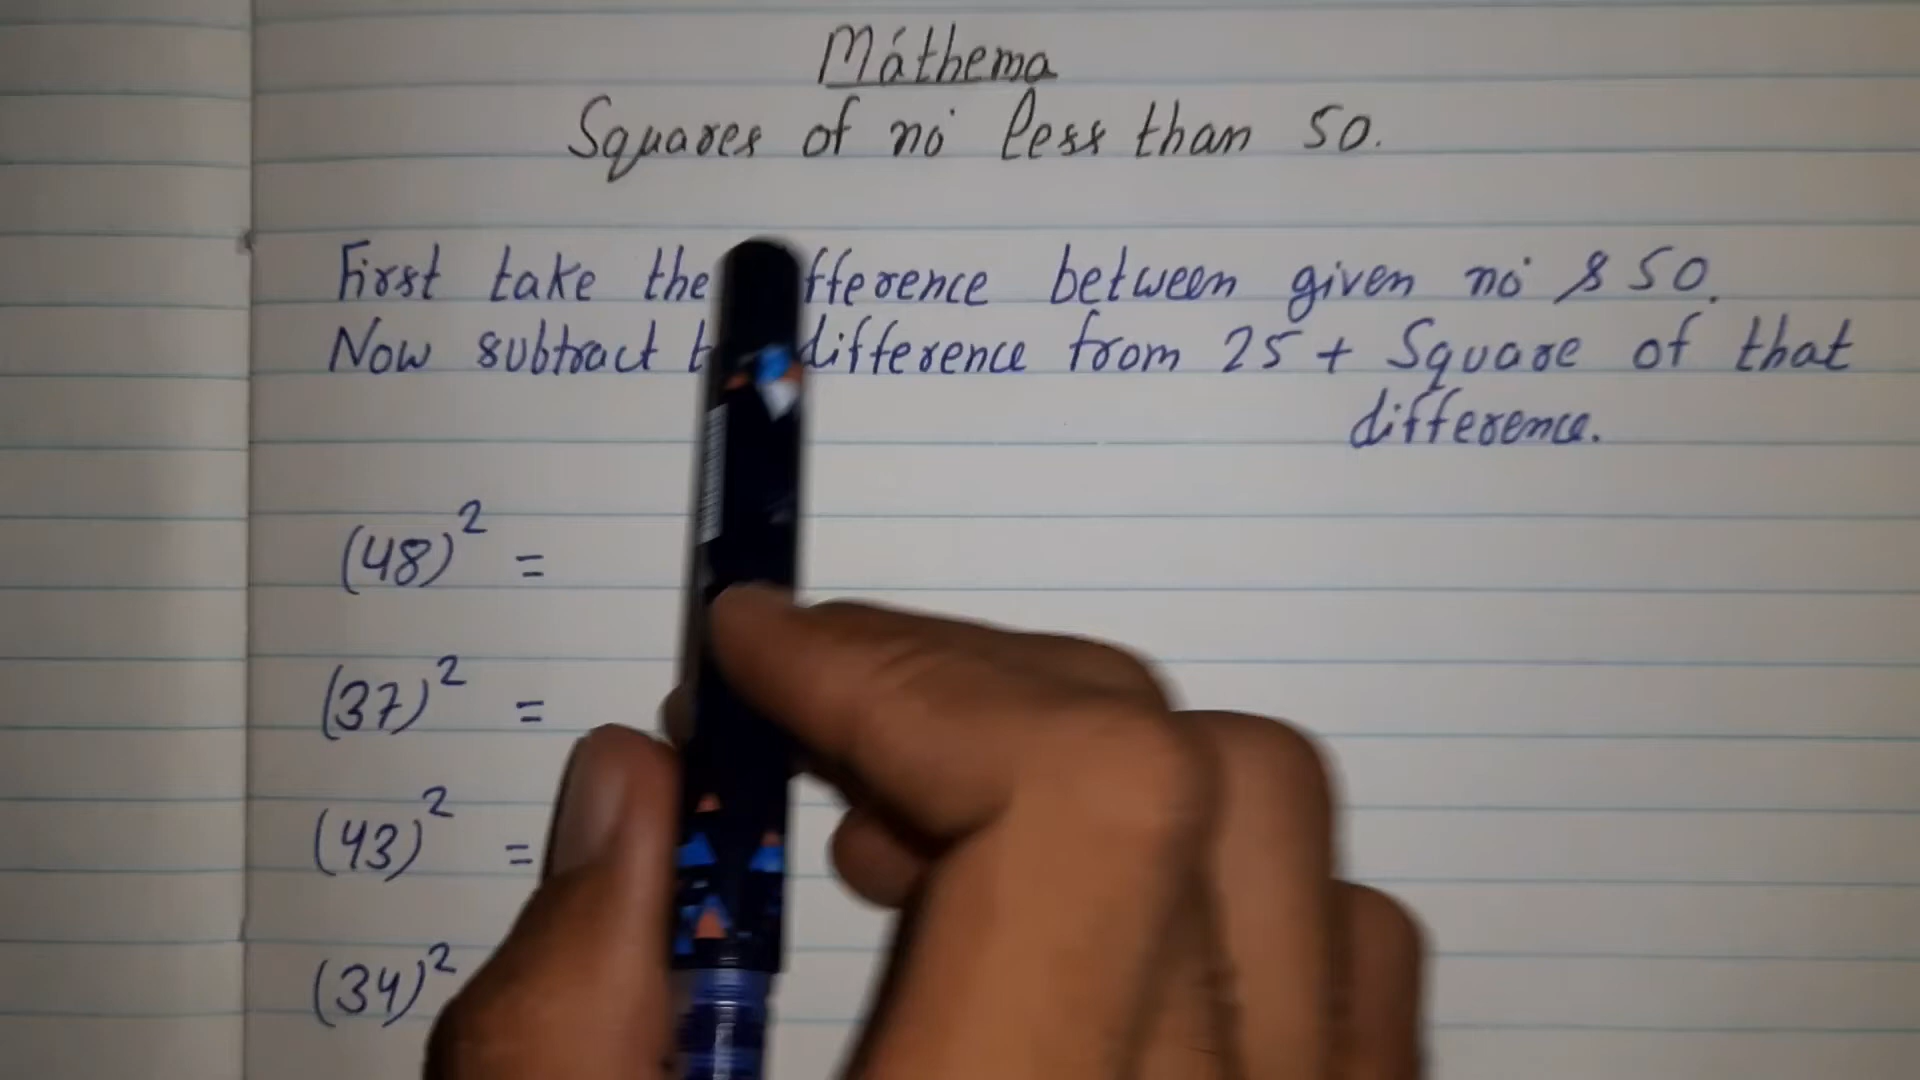 Máthema
Squares of no less than 50.
First take the fference between given no & 50.
Now subtract difference from 25 + Square of that
difference.
(48)² =
(37)² =
(43)² =
(34)²